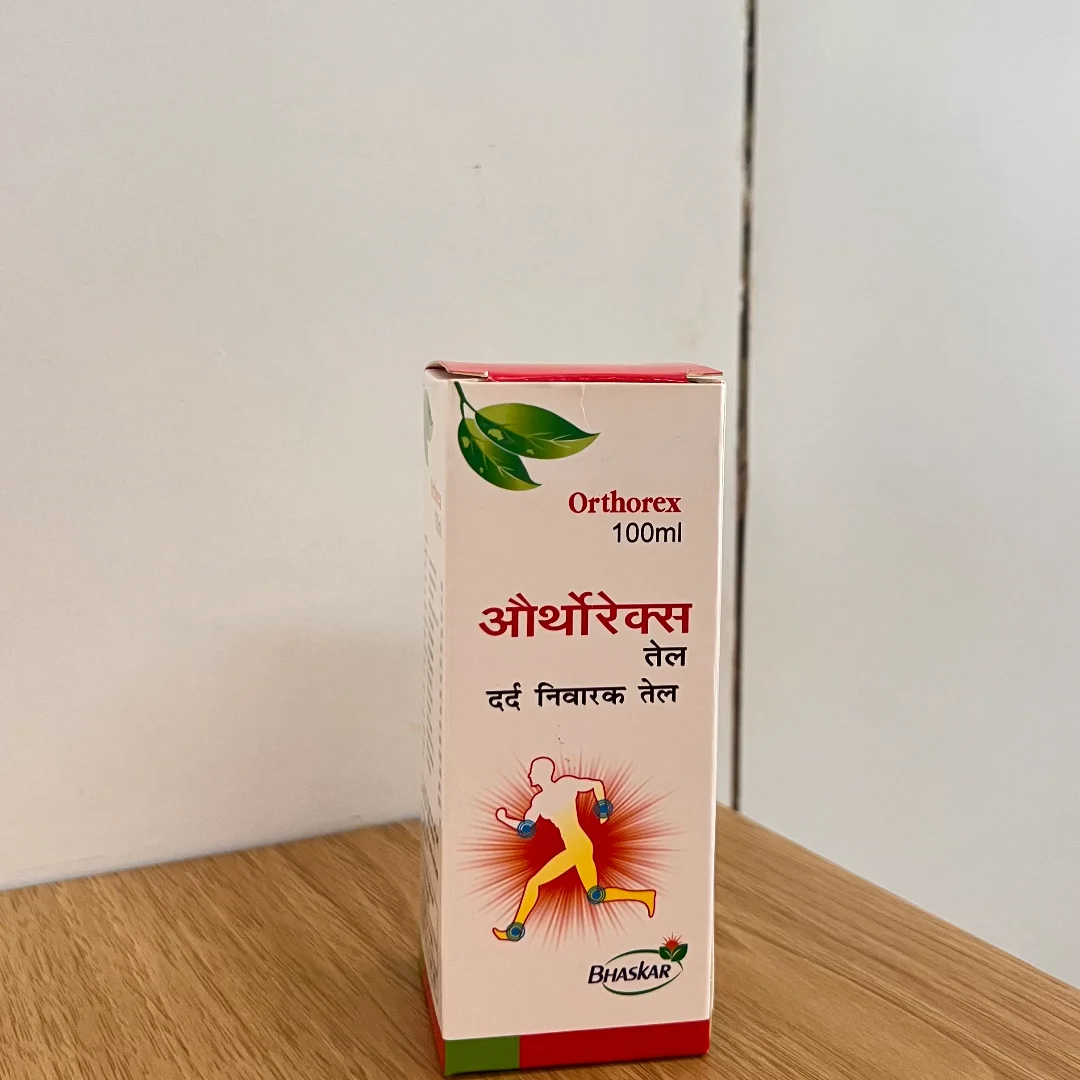 Orthorex
100ml
और्थोरेक्स
तेल
दर्द निवारक तेल
BHASKAR